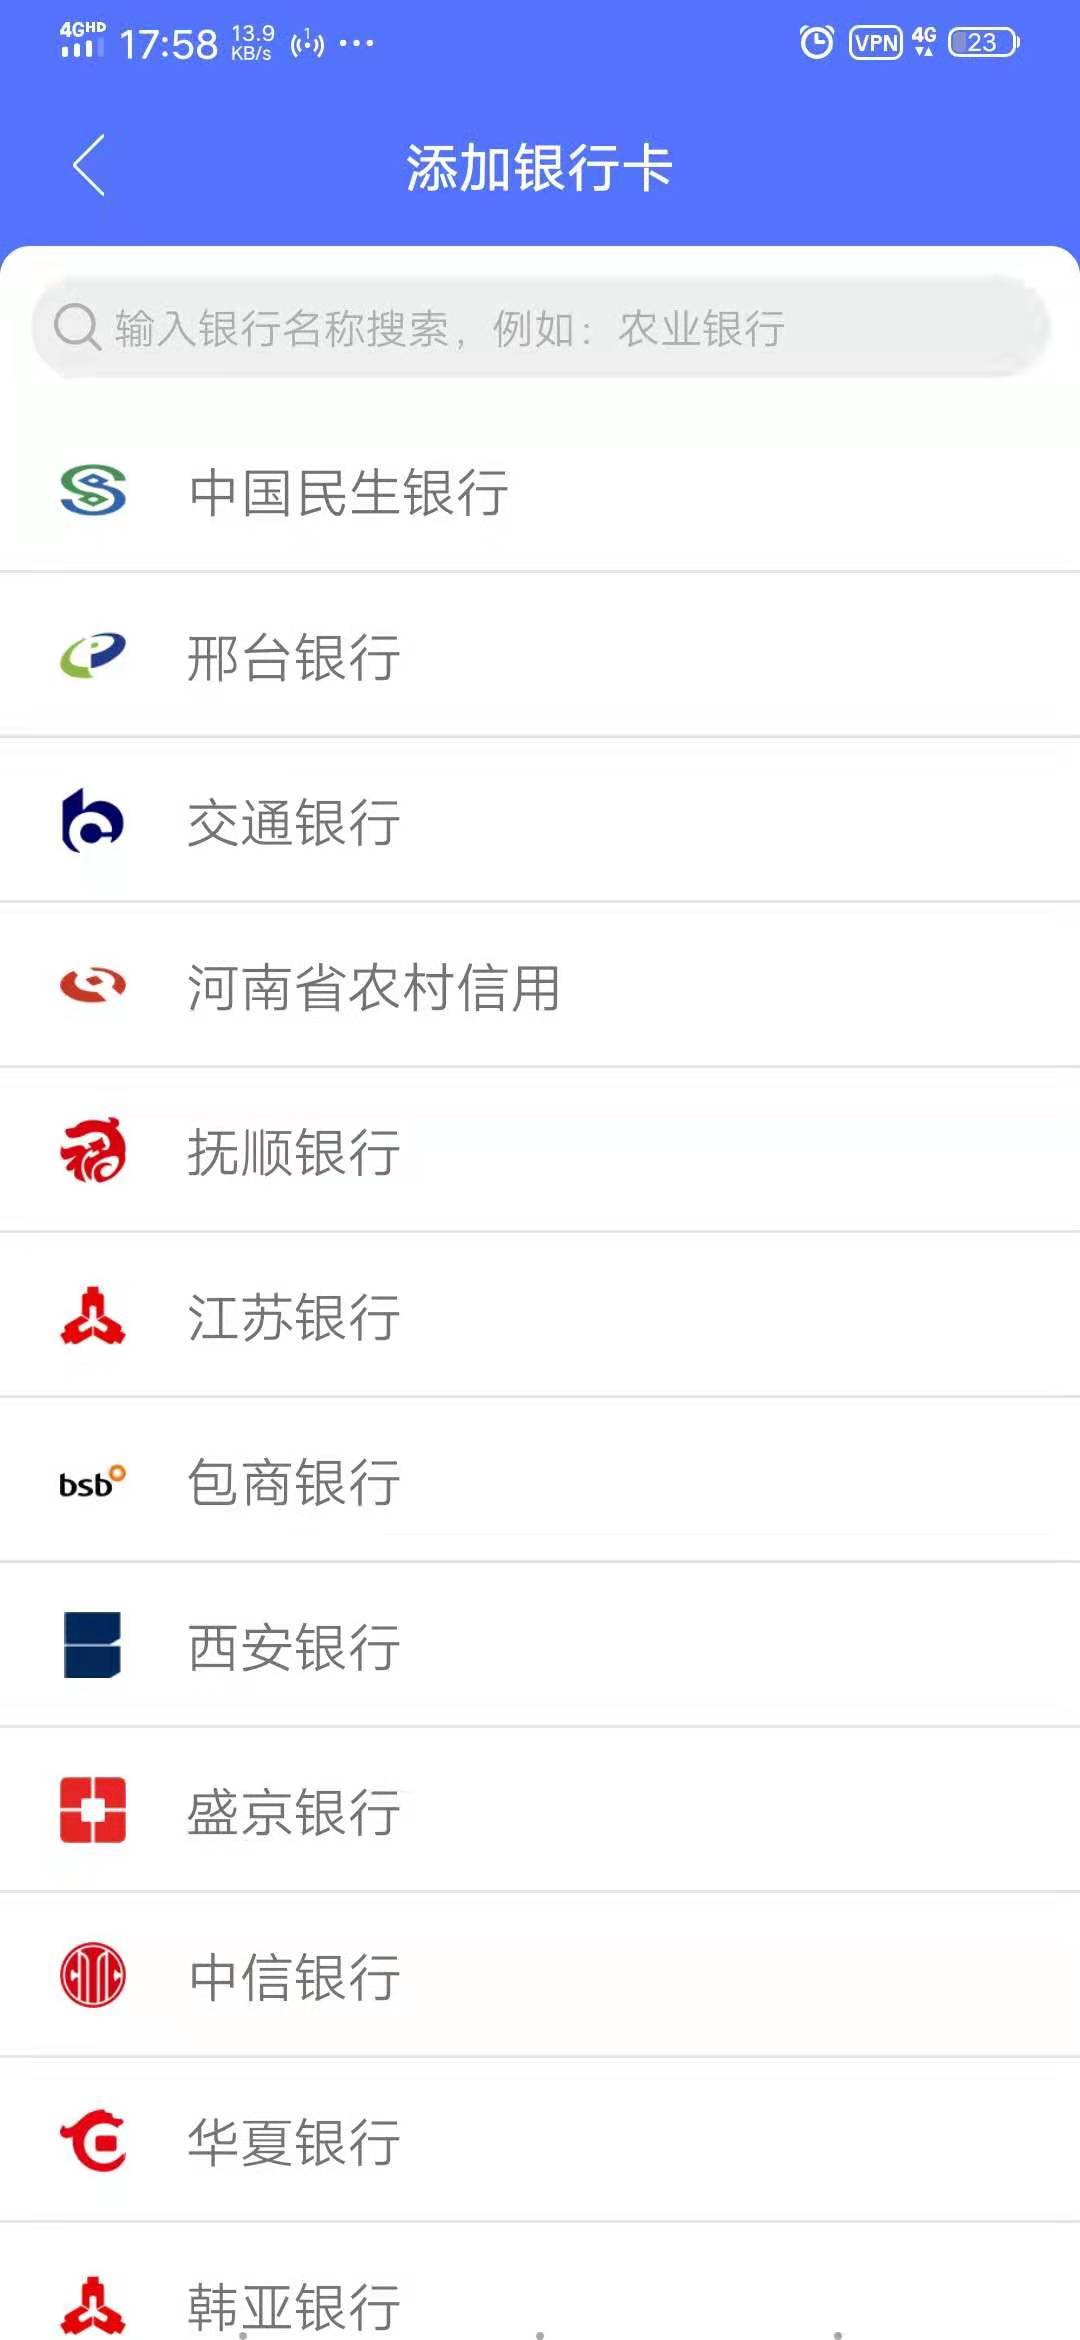 4GHD 17:58 13.9 KB/s VPN 4G 23
添加银行卡
输入银行名称搜索，例如：农业银行
中国民生银行
邢台银行
交通银行
河南省农村信用
抚顺银行
江苏银行
bsb 包商银行
西安银行
盛京银行
中信银行
华夏银行
韩亚银行